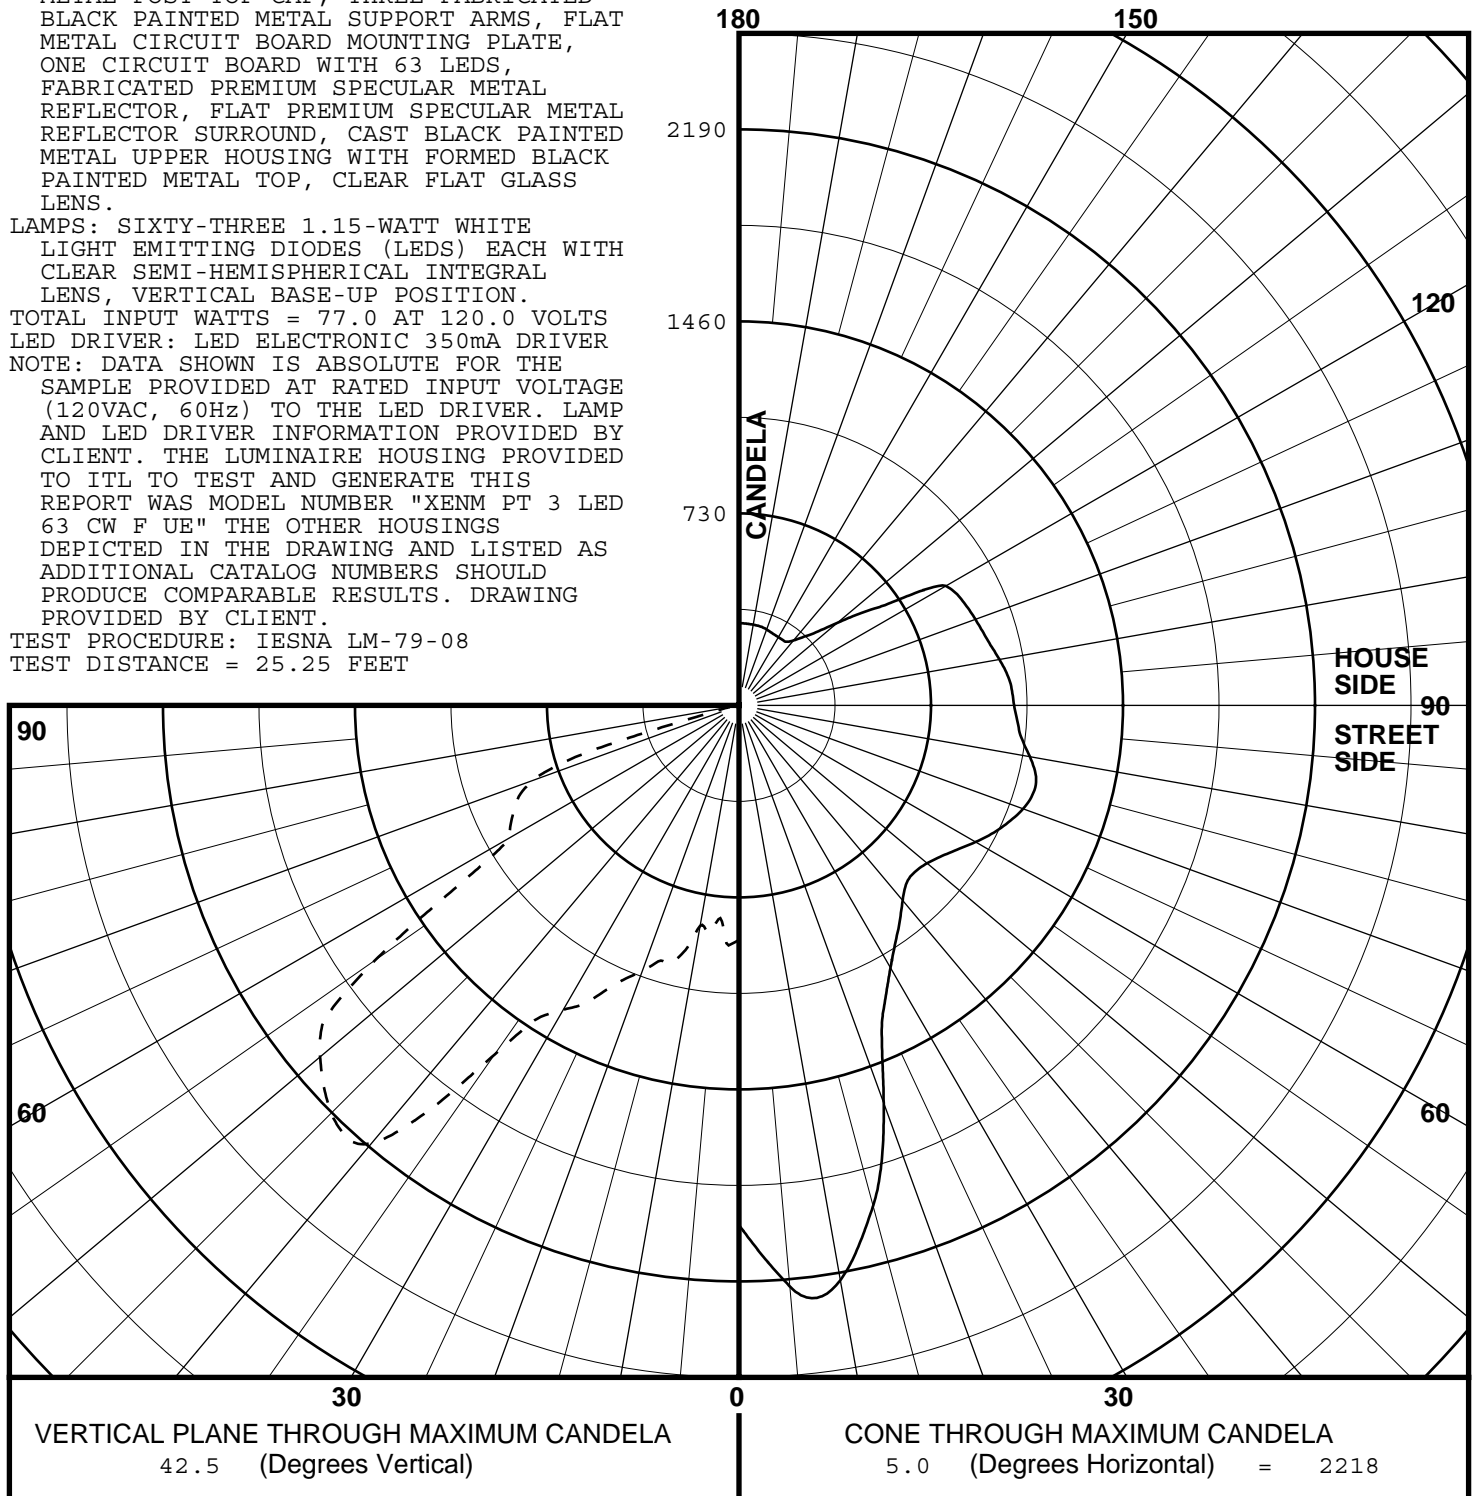 METAL POST TOP CAP, THREE FABRICATED
BLACK PAINTED METAL SUPPORT ARMS, FLAT
METAL CIRCUIT BOARD MOUNTING PLATE,
ONE CIRCUIT BOARD WITH 63 LEDS,
FABRICATED PREMIUM SPECULAR METAL
REFLECTOR, FLAT PREMIUM SPECULAR METAL
REFLECTOR SURROUND, CAST BLACK PAINTED
METAL UPPER HOUSING WITH FORMED BLACK
PAINTED METAL TOP, CLEAR FLAT GLASS
LENS.
LAMPS: SIXTY-THREE 1.15-WATT WHITE
LIGHT EMITTING DIODES (LEDS) EACH WITH
CLEAR SEMI-HEMISPHERICAL INTEGRAL
LENS, VERTICAL BASE-UP POSITION.
TOTAL INPUT WATTS = 77.0 AT 120.0 VOLTS
LED DRIVER: LED ELECTRONIC 350mA DRIVER
NOTE: DATA SHOWN IS ABSOLUTE FOR THE
SAMPLE PROVIDED AT RATED INPUT VOLTAGE
(120VAC, 60Hz) TO THE LED DRIVER. LAMP
AND LED DRIVER INFORMATION PROVIDED BY
CLIENT. THE LUMINAIRE HOUSING PROVIDED
TO ITL TO TEST AND GENERATE THIS
REPORT WAS MODEL NUMBER "XENM PT 3 LED
63 CW F UE" THE OTHER HOUSINGS
DEPICTED IN THE DRAWING AND LISTED AS
ADDITIONAL CATALOG NUMBERS SHOULD
PRODUCE COMPARABLE RESULTS. DRAWING
PROVIDED BY CLIENT.
TEST PROCEDURE: IESNA LM-79-08
TEST DISTANCE = 25.25 FEET
180
150
2190
120
1460
CANDELA
730
HOUSE
SIDE
90
90
STREET
SIDE
60
60
30
0
30
VERTICAL PLANE THROUGH MAXIMUM CANDELA
42.5 (Degrees Vertical)
CONE THROUGH MAXIMUM CANDELA
5.0 (Degrees Horizontal) = 2218